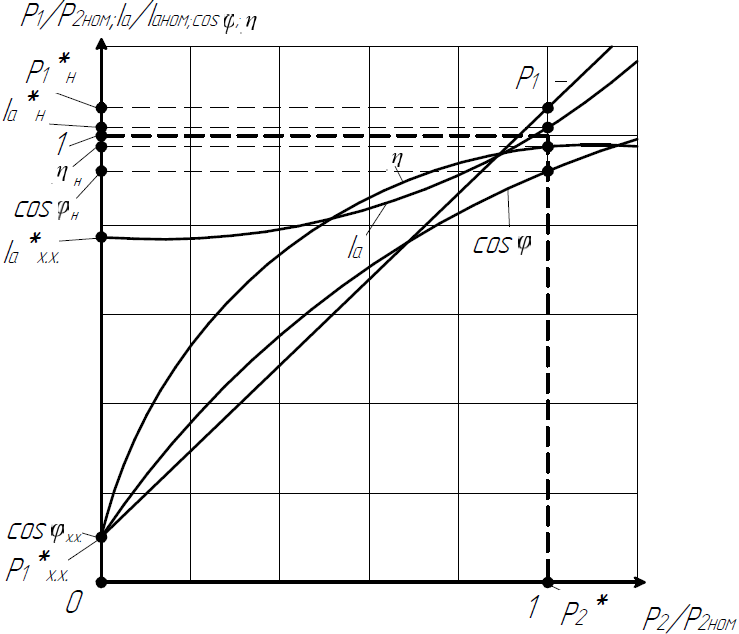 P1/P2НОМ; Ia/IaНОМ; cos φ; η
P1*Н
Ia*Н
1
ηН
cos φН
Ia*х.х.
cos φх.х.
P1*х.х.
P1
η
Ia
cos φ
0
1
P2*
P2/P2НОМ